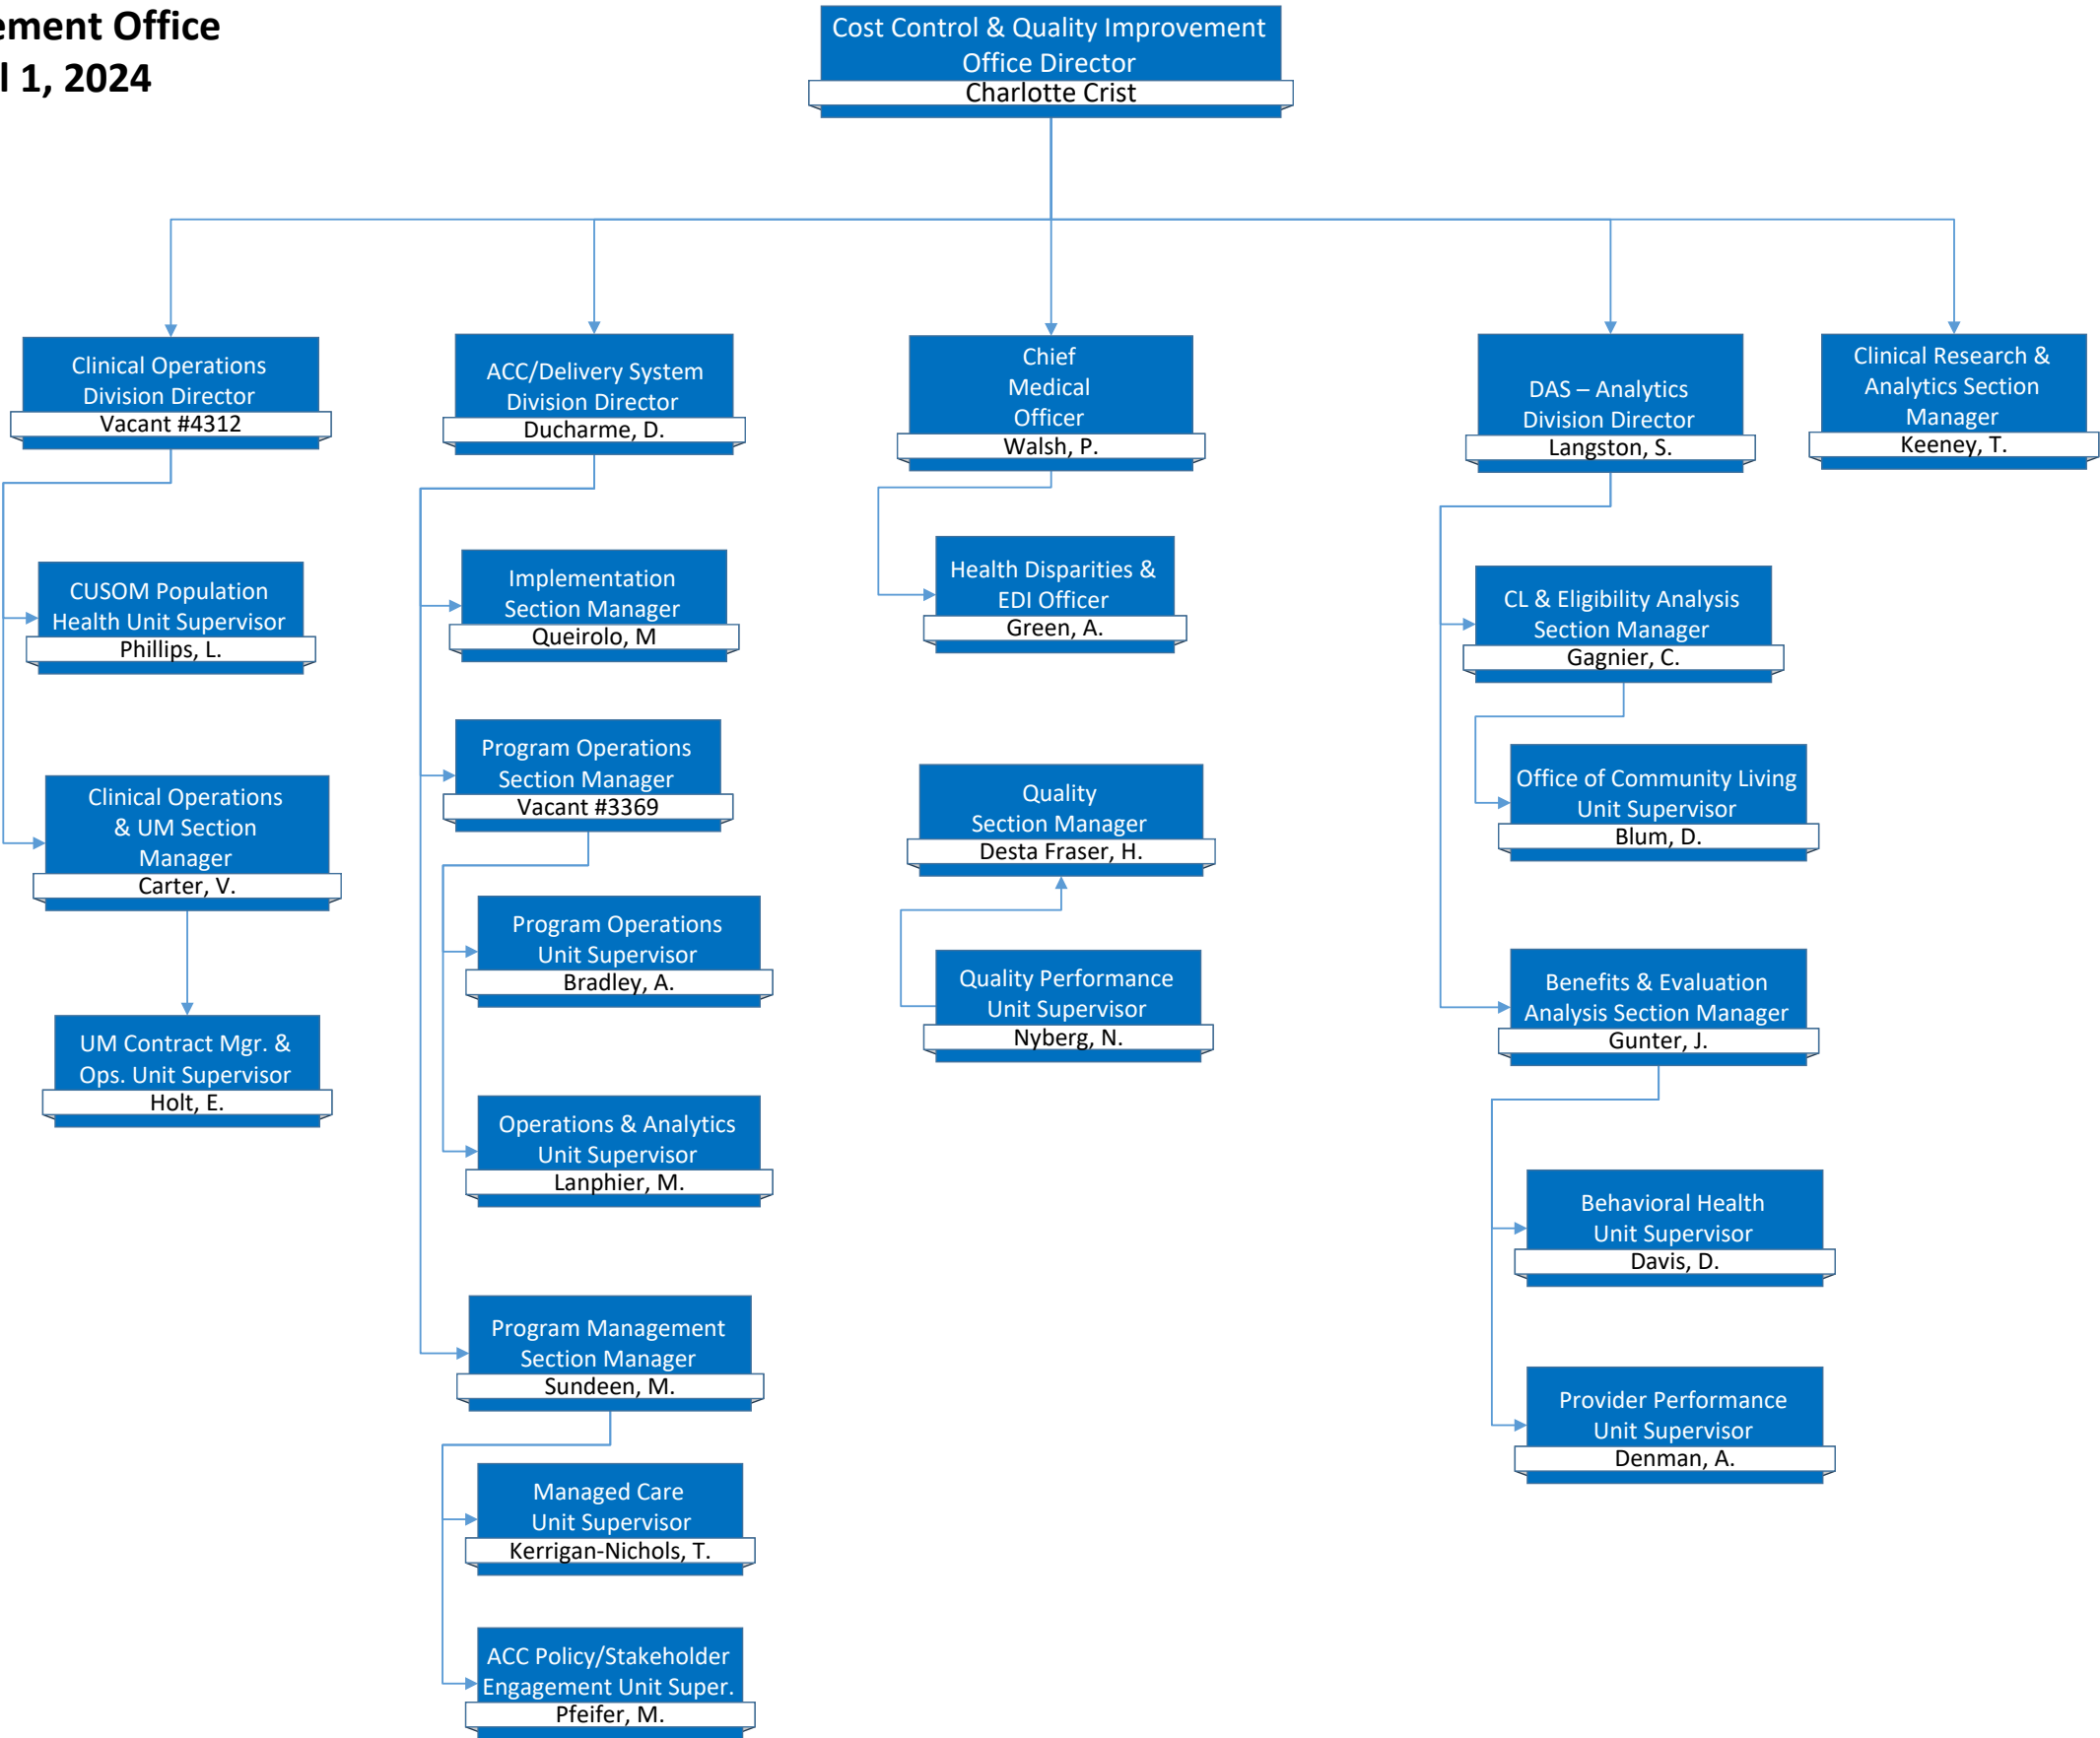 ement Office
l 1, 2024
Cost Control & Quality Improvement
Office Director
Charlotte Crist
Clinical Operations
Division Director
Vacant #4312
ACC/Delivery System
Division Director
Ducharme, D.
Chief
Medical
Officer
Walsh, P.
DAS – Analytics
Division Director
Langston, S.
Clinical Research &
Analytics Section
Manager
Keeney, T.
CUSOM Population
Health Unit Supervisor
Phillips, L.
Clinical Operations
& UM Section
Manager
Carter, V.
UM Contract Mgr. &
Ops. Unit Supervisor
Holt, E.
Implementation
Section Manager
Queirolo, M
Program Operations
Section Manager
Vacant #3369
Program Operations
Unit Supervisor
Bradley, A.
Operations & Analytics
Unit Supervisor
Lanphier, M.
Program Management
Section Manager
Sundeen, M.
Managed Care
Unit Supervisor
Kerrigan-Nichols, T.
ACC Policy/Stakeholder
Engagement Unit Super.
Pfeifer, M.
Health Disparities &
EDI Officer
Green, A.
Quality
Section Manager
Desta Fraser, H.
Quality Performance
Unit Supervisor
Nyberg, N.
CL & Eligibility Analysis
Section Manager
Gagnier, C.
Office of Community Living
Unit Supervisor
Blum, D.
Benefits & Evaluation
Analysis Section Manager
Gunter, J.
Behavioral Health
Unit Supervisor
Davis, D.
Provider Performance
Unit Supervisor
Denman, A.